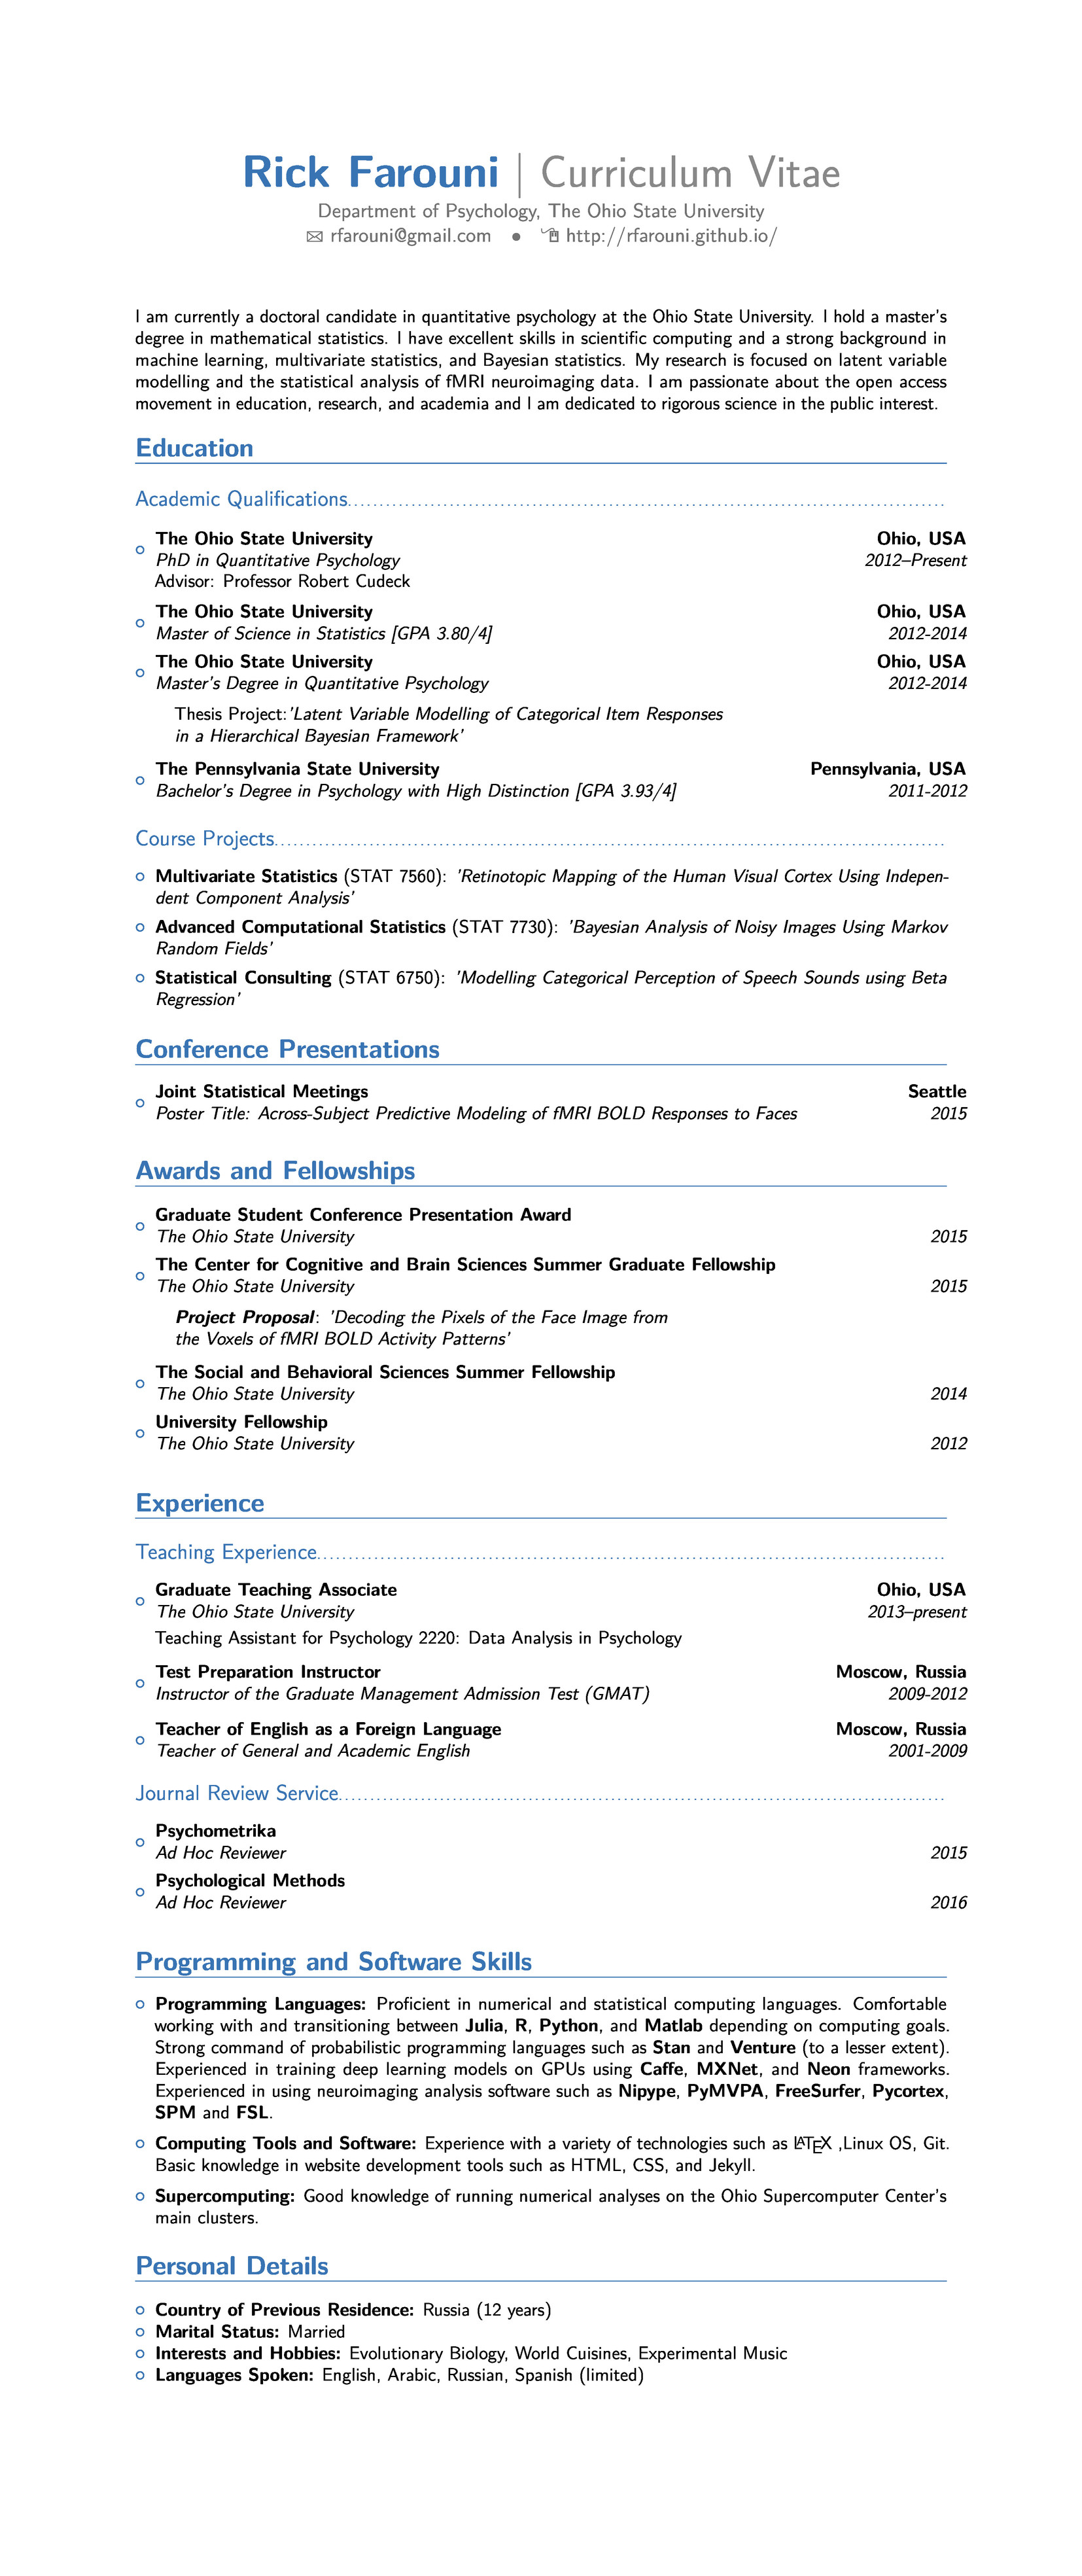 Rick Farouni | Curriculum Vitae
Department of Psychology, The Ohio State University
✉ rfarouni@gmail.com • http://rfarouni.github.io/
I am currently a doctoral candidate in quantitative psychology at the Ohio State University. I hold a master's
degree in mathematical statistics. I have excellent skills in scientific computing and a strong background in
machine learning, multivariate statistics, and Bayesian statistics. My research is focused on latent variable
modelling and the statistical analysis of fMRI neuroimaging data. I am passionate about the open access
movement in education, research, and academia and I am dedicated to rigorous science in the public interest.
Education
Academic Qualifications
The Ohio State University Ohio, USA
PhD in Quantitative Psychology 2012–Present
Advisor: Professor Robert Cudeck
The Ohio State University Ohio, USA
Master of Science in Statistics [GPA 3.80/4] 2012-2014
The Ohio State University Ohio, USA
Master's Degree in Quantitative Psychology 2012-2014
Thesis Project:'Latent Variable Modelling of Categorical Item Responses
in a Hierarchical Bayesian Framework'
The Pennsylvania State University Pennsylvania, USA
Bachelor's Degree in Psychology with High Distinction [GPA 3.93/4] 2011-2012
Course Projects
Multivariate Statistics (STAT 7560): 'Retinotopic Mapping of the Human Visual Cortex Using Indepen-
dent Component Analysis'
Advanced Computational Statistics (STAT 7730): 'Bayesian Analysis of Noisy Images Using Markov
Random Fields'
Statistical Consulting (STAT 6750): 'Modelling Categorical Perception of Speech Sounds using Beta
Regression'
Conference Presentations
Joint Statistical Meetings Seattle
Poster Title: Across-Subject Predictive Modeling of fMRI BOLD Responses to Faces 2015
Awards and Fellowships
Graduate Student Conference Presentation Award
The Ohio State University 2015
The Center for Cognitive and Brain Sciences Summer Graduate Fellowship
The Ohio State University 2015
Project Proposal: 'Decoding the Pixels of the Face Image from
the Voxels of fMRI BOLD Activity Patterns'
The Social and Behavioral Sciences Summer Fellowship
The Ohio State University 2014
University Fellowship
The Ohio State University 2012
Experience
Teaching Experience
Graduate Teaching Associate Ohio, USA
The Ohio State University 2013–present
Teaching Assistant for Psychology 2220: Data Analysis in Psychology
Test Preparation Instructor Moscow, Russia
Instructor of the Graduate Management Admission Test (GMAT) 2009-2012
Teacher of English as a Foreign Language Moscow, Russia
Teacher of General and Academic English 2001-2009
Journal Review Service
Psychometrika
Ad Hoc Reviewer 2015
Psychological Methods
Ad Hoc Reviewer 2016
Programming and Software Skills
Programming Languages: Proficient in numerical and statistical computing languages. Comfortable
working with and transitioning between Julia, R, Python, and Matlab depending on computing goals.
Strong command of probabilistic programming languages such as Stan and Venture (to a lesser extent).
Experienced in training deep learning models on GPUs using Caffe, MXNet, and Neon frameworks.
Experienced in using neuroimaging analysis software such as Nipype, PyMVPA, FreeSurfer, Pycortex,
SPM and FSL.
Computing Tools and Software: Experience with a variety of technologies such as LATEX ,Linux OS, Git.
Basic knowledge in website development tools such as HTML, CSS, and Jekyll.
Supercomputing: Good knowledge of running numerical analyses on the Ohio Supercomputer Center's
main clusters.
Personal Details
Country of Previous Residence: Russia (12 years)
Marital Status: Married
Interests and Hobbies: Evolutionary Biology, World Cuisines, Experimental Music
Languages Spoken: English, Arabic, Russian, Spanish (limited)